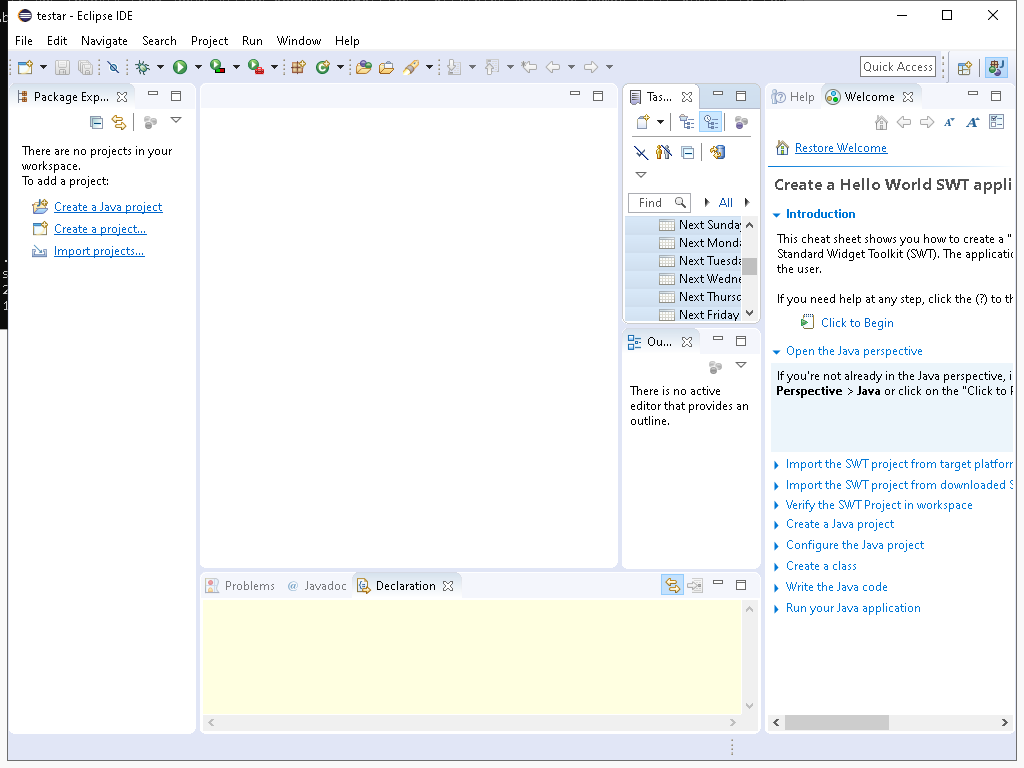 testar - Eclipse IDE
File Edit Navigate Search Project Run Window Help
Quick Access
Package Exp...
There are no projects in your
workspace.
To add a project:
Create a Java project
Create a project...
Import projects...
Tas...
Find
All
Next Sunday
Next Monda
Next Tuesda
Next Wedne
Next Thursd
Next Friday
Ou...
There is no active
editor that provides an
outline.
Help Welcome
Restore Welcome
Create a Hello World SWT appli
Introduction
This cheat sheet shows you how to create a "
Standard Widget Toolkit (SWT). The applicatio
the user.
If you need help at any step, click the (?) to th
Click to Begin
Open the Java perspective
If you're not already in the Java perspective, i
Perspective > Java or click on the "Click to P
Import the SWT project from target platform
Import the SWT project from downloaded S
Verify the SWT Project in workspace
Create a Java project
Configure the Java project
Create a class
Write the Java code
Run your Java application
Problems @ Javadoc Declaration